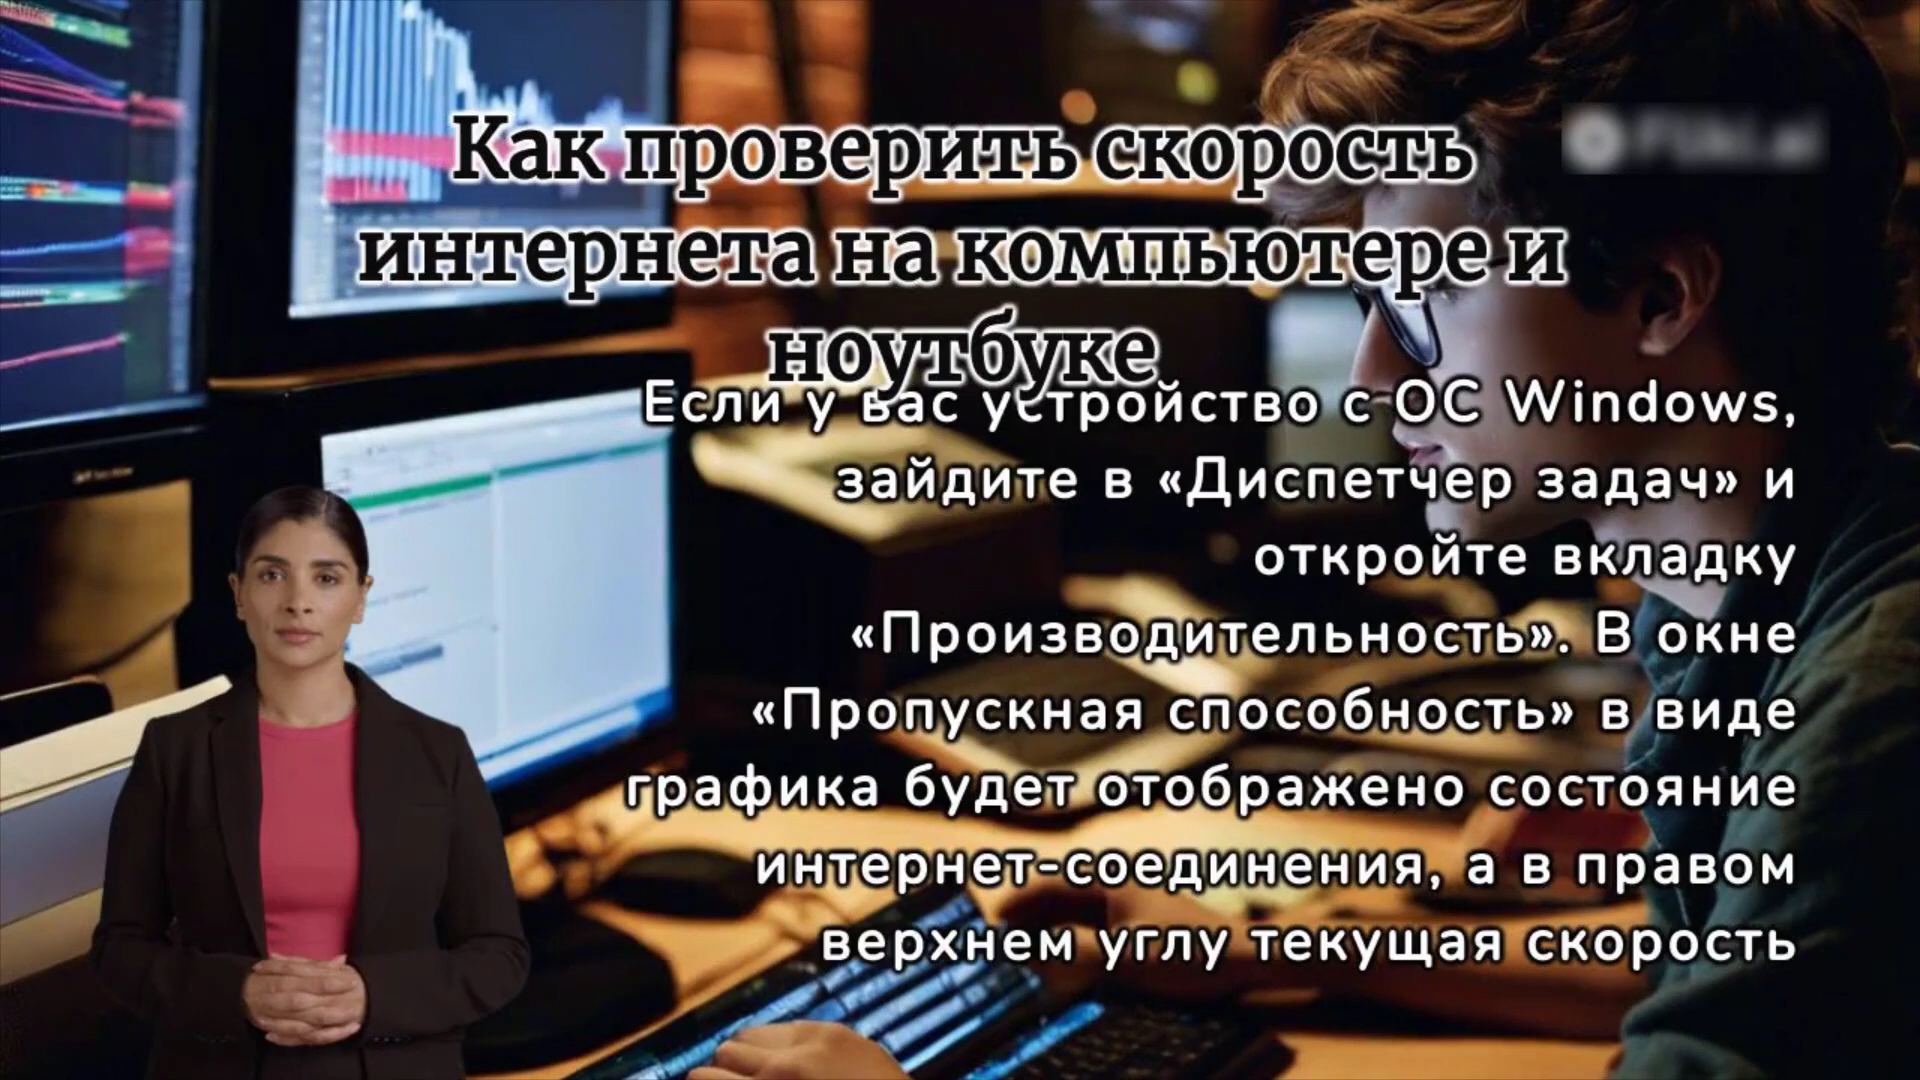 Как проверить скорость
интернета на компьютере и
ноутбуке
Если у вас устройство с ОС Windows,
зайдите в «Диспетчер задач» и
откройте вкладку
«Производительность». В окне
«Пропускная способность» в виде
графика будет отображено состояние
интернет-соединения, а в правом
верхнем углу текущая скорость